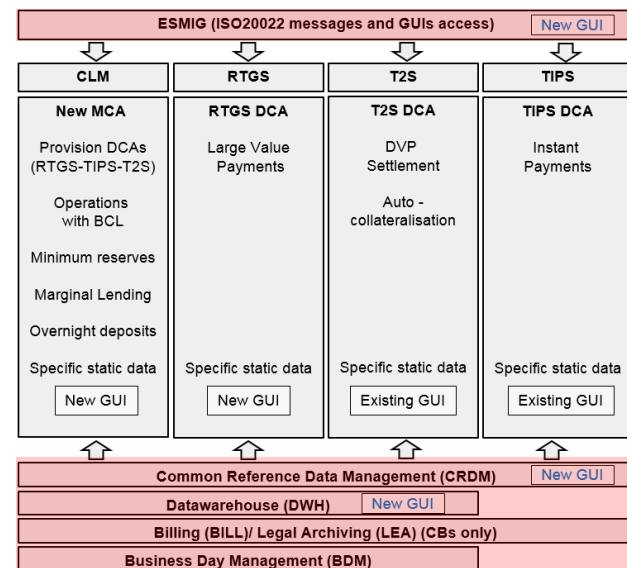 ESMIG (ISO20022 messages and GUIs access) New GUI
CLM
RTGS
T2S
TIPS
New MCA
Provision DCAs
(RTGS-TIPS-T2S)
Operations
with BCL
Minimum reserves
Marginal Lending
Overnight deposits
Specific static data
New GUI
RTGS DCA
Large Value
Payments
Specific static data
New GUI
T2S DCA
DVP
Settlement
Auto -
collateralisation
Specific static data
Existing GUI
TIPS DCA
Instant
Payments
Specific static data
Existing GUI
Common Reference Data Management (CRDM) New GUI
Datawarehouse (DWH) New GUI
Billing (BILL)/ Legal Archiving (LEA) (CBs only)
Business Day Management (BDM)